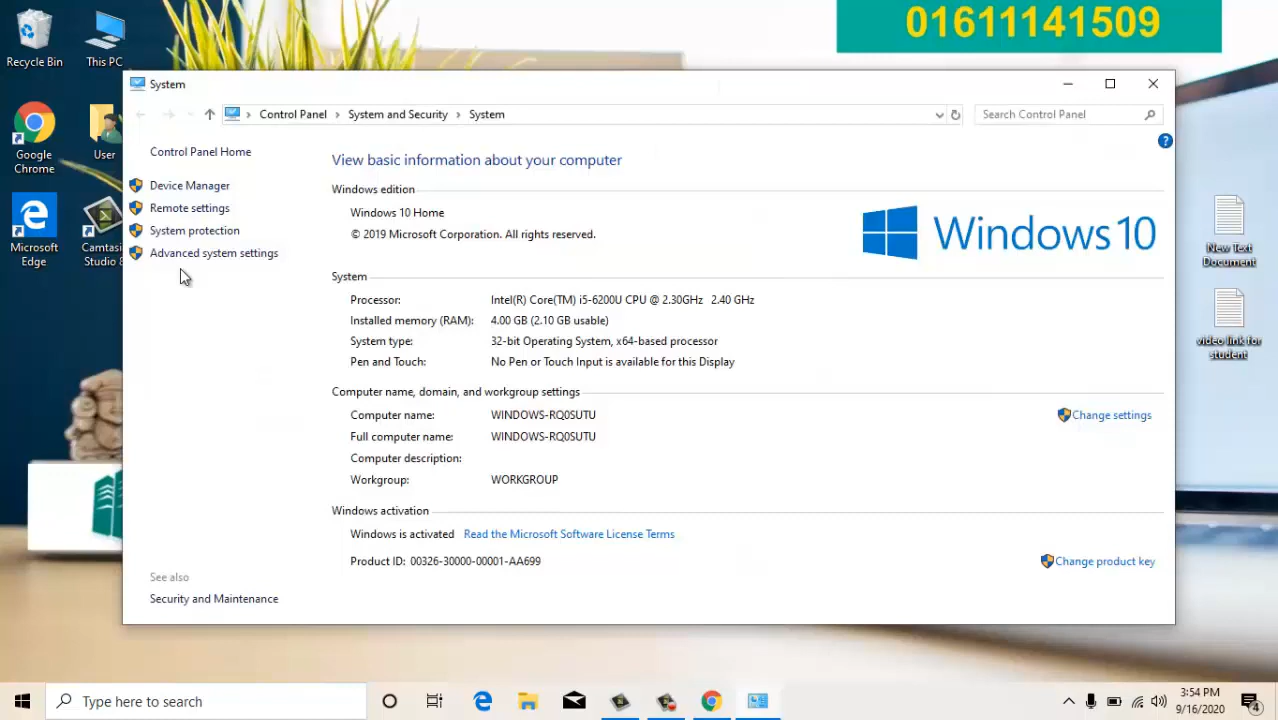 01611141509
Recycle Bin
This PC
Google
Chrome
User
Microsoft
Edge
Camtas
Studio 8
New Text
Document
video link for
student
System
Control Panel > System and Security > System
Search Control Panel
Control Panel Home
Device Manager
Remote settings
System protection
Advanced system settings
See also
Security and Maintenance
View basic information about your computer
Windows edition
Windows 10 Home
© 2019 Microsoft Corporation. All rights reserved.
Windows 10
System
Processor: Intel(R) Core(TM) i5-6200U CPU @ 2.30GHz 2.40 GHz
Installed memory (RAM): 4.00 GB (2.10 GB usable)
System type: 32-bit Operating System, x64-based processor
Pen and Touch: No Pen or Touch Input is available for this Display
Computer name, domain, and workgroup settings
Computer name: WINDOWS-RQ0SUTU
Change settings
Full computer name: WINDOWS-RQ0SUTU
Computer description:
Workgroup: WORKGROUP
Windows activation
Windows is activated Read the Microsoft Software License Terms
Product ID: 00326-30000-00001-AA699
Change product key
Type here to search
3:54 PM
9/16/2020
4